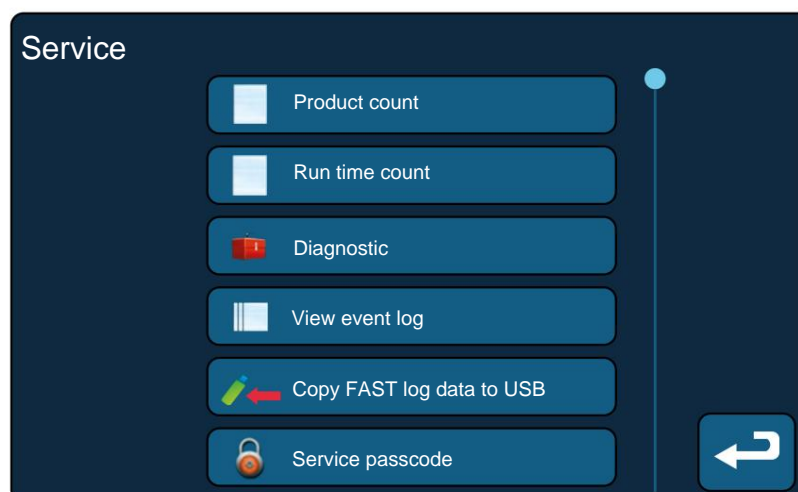 Service
Product count
Run time count
Diagnostic
View event log
Copy FAST log data to USB
Service passcode